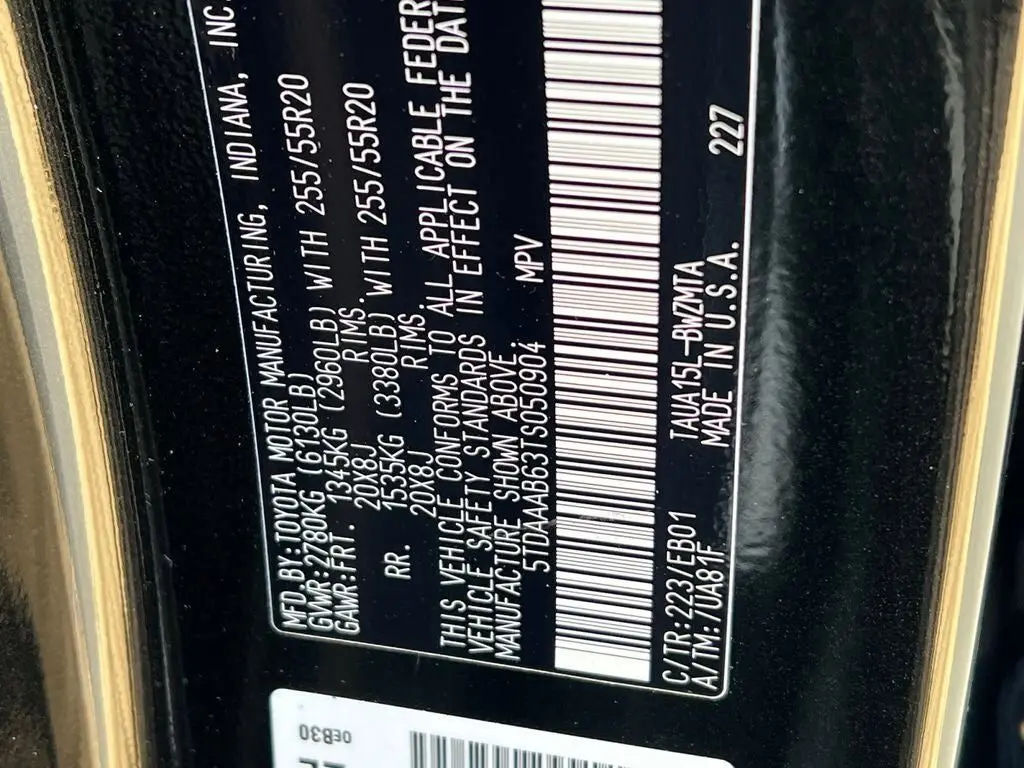 MFD.BY:TOYOTA MOTOR MANUFACTURING, INDIANA, INC.
GVWR:2780KG (6130LB)
GAWR:FRT. 1345KG (2960LB) WITH 255/55R20
20X8J RIMS.
RR. 1535KG (3380LB) WITH 255/55R20
20X8J RIMS.
THIS VEHICLE CONFORMS TO ALL APPLICABLE FEDER
VEHICLE SAFETY STANDARDS IN EFFECT ON THE DAT
MANUFACTURE SHOWN ABOVE.
5TDAAAB63TS050904 MPV
C/TR:223/EB01 TAUA15L-BWZMTA
A/TM:7UA81F MADE IN U.S.A. 227
0EB30